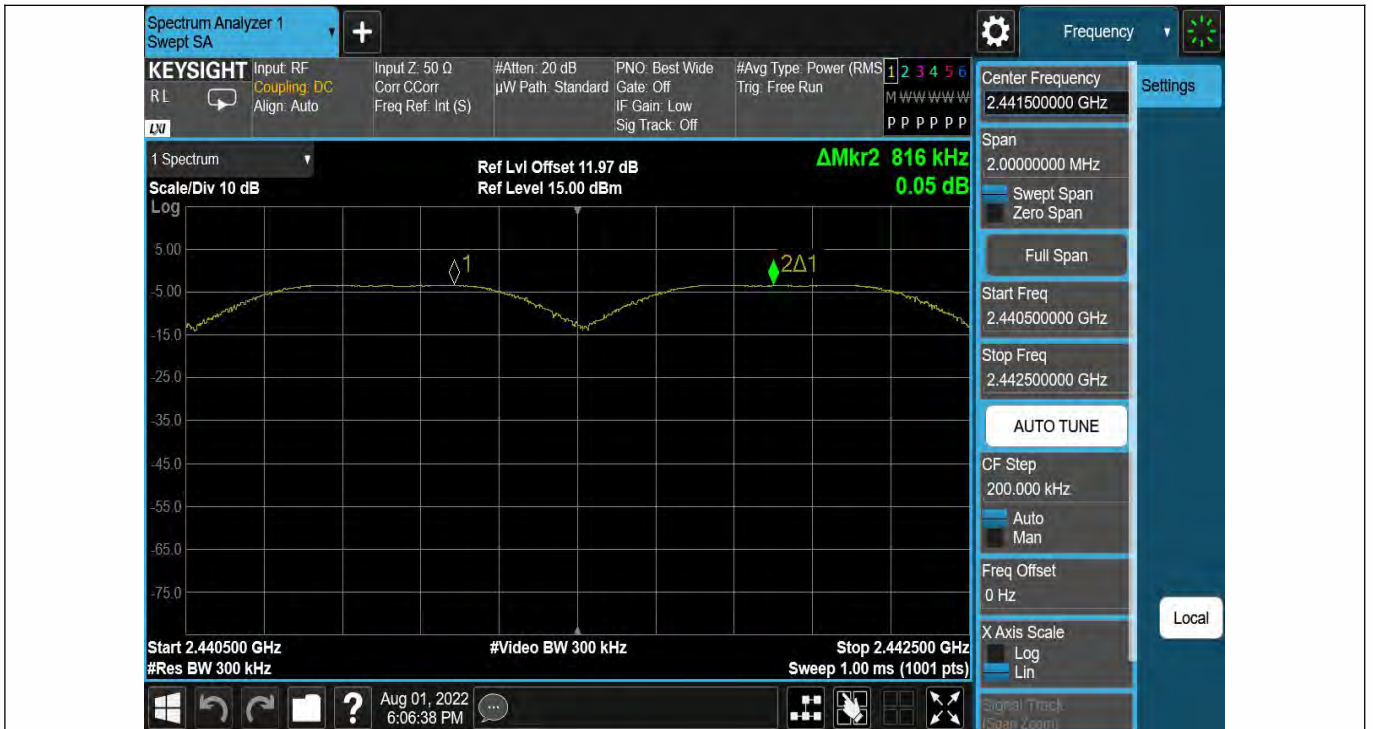 Spectrum Analyzer 1
Swept SA
+
Frequency
KEYSIGHT
R L
LXI
Input: RF
Coupling: DC
Align: Auto
Input Z: 50 Ω
Corr CCorr
Freq Ref: Int (S)
#Atten: 20 dB
µW Path: Standard
PNO: Best Wide
Gate: Off
IF Gain: Low
Sig Track: Off
#Avg Type: Power (RMS
Trig: Free Run
1 2 3 4 5 6
M W W W W W
P P P P P P
Center Frequency
2.441500000 GHz
Settings
1 Spectrum
Scale/Div 10 dB
Log
Ref Lvl Offset 11.97 dB
Ref Level 15.00 dBm
ΔMkr2 816 kHz
0.05 dB
Span
2.00000000 MHz
Swept Span
Zero Span
Full Span
Start Freq
2.440500000 GHz
Stop Freq
2.442500000 GHz
AUTO TUNE
CF Step
200.000 kHz
Auto
Man
Freq Offset
0 Hz
X Axis Scale
Log
Lin
Signal Track
(Span Zoom)
Local
5.00
-5.00
-15.0
-25.0
-35.0
-45.0
-55.0
-65.0
-75.0
1
2Δ1
Start 2.440500 GHz
#Res BW 300 kHz
#Video BW 300 kHz
Stop 2.442500 GHz
Sweep 1.00 ms (1001 pts)
?
Aug 01, 2022
6:06:38 PM